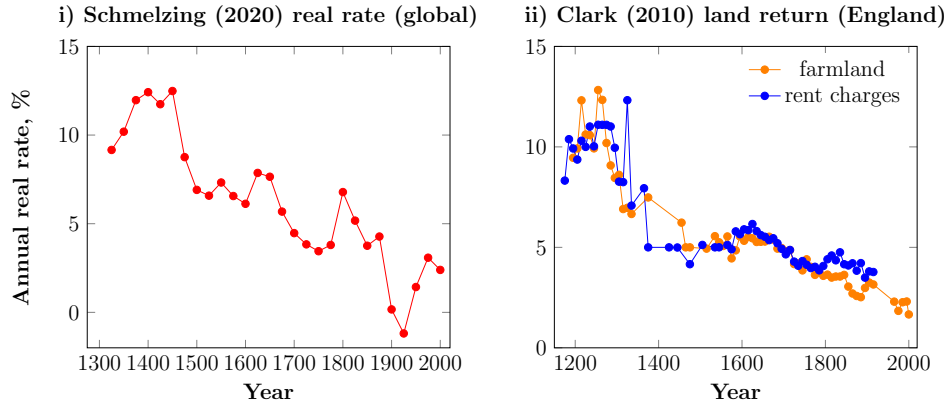 i) Schmelzing (2020) real rate (global)
15
10
5
0
1300 1400 1500 1600 1700 1800 1900 2000
Year
Annual real rate, %
ii) Clark (2010) land return (England)
farmland
rent charges
15
10
5
0
1200 1400 1600 1800 2000
Year